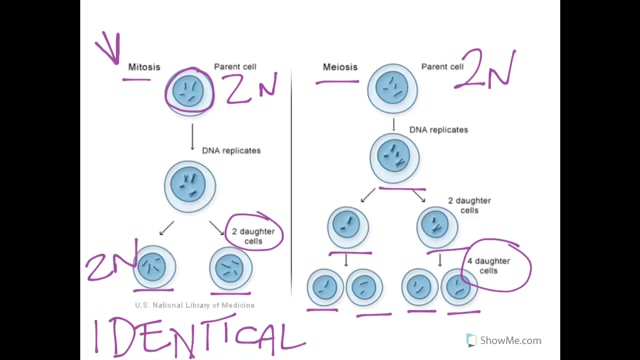 Mitosis
Parent cell
2N
DNA replicates
2 daughter
cells
2N
U.S. National Library of Medicine
IDENTICAL
Meiosis
Parent cell
2N
DNA replicates
2 daughter
cells
4 daughter
cells
ShowMe.com